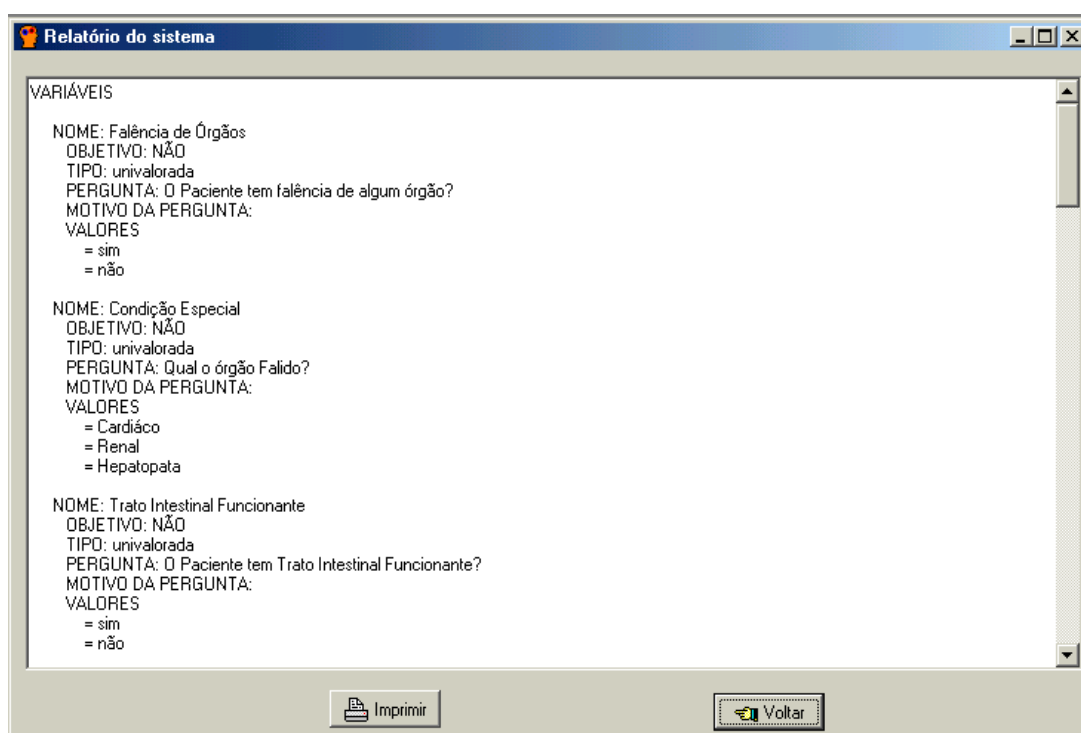 Relatório do sistema
VARIÁVEIS
NOME: Falência de Órgãos
OBJETIVO: NÃO
TIPO: univalorada
PERGUNTA: O Paciente tem falência de algum órgão?
MOTIVO DA PERGUNTA:
VALORES
= sim
= não
NOME: Condição Especial
OBJETIVO: NÃO
TIPO: univalorada
PERGUNTA: Qual o órgão Falido?
MOTIVO DA PERGUNTA:
VALORES
= Cardiáco
= Renal
= Hepatopata
NOME: Trato Intestinal Funcionante
OBJETIVO: NÃO
TIPO: univalorada
PERGUNTA: O Paciente tem Trato Intestinal Funcionante?
MOTIVO DA PERGUNTA:
VALORES
= sim
= não
Imprimir
Voltar